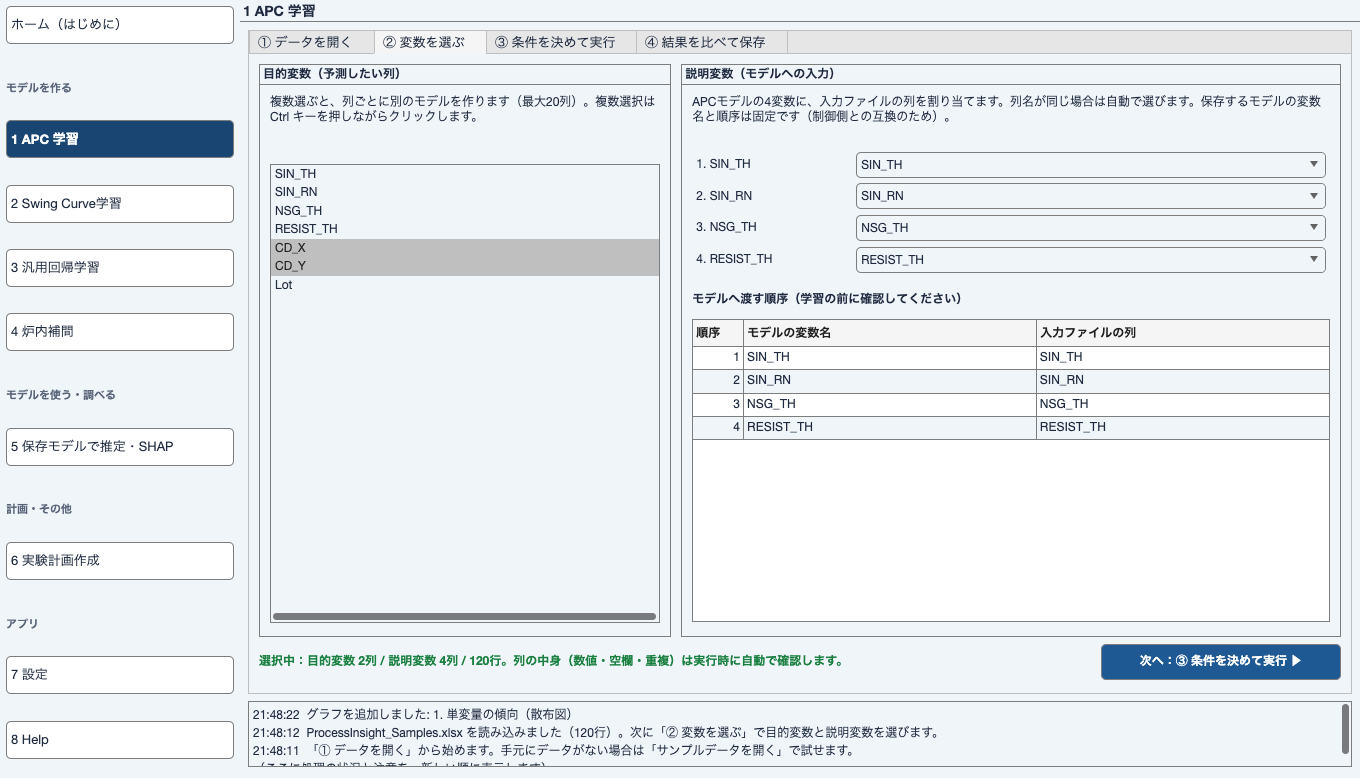 ホーム（はじめに）
モデルを作る
1 APC 学習
2 Swing Curve学習
3 汎用回帰学習
4 炉内補間
モデルを使う・調べる
5 保存モデルで推定・SHAP
計画・その他
6 実験計画作成
アプリ
7 設定
8 Help
1 APC 学習
① データを開く
② 変数を選ぶ
③ 条件を決めて実行
④ 結果を比べて保存
目的変数（予測したい列）
複数選ぶと、列ごとに別のモデルを作ります（最大20列）。複数選択は
Ctrl キーを押しながらクリックします。
SIN_TH
SIN_RN
NSG_TH
RESIST_TH
CD_X
CD_Y
Lot
説明変数（モデルへの入力）
APCモデルの4変数に、入力ファイルの列を割り当てます。列名が同じ場合は自動で選びます。保存するモデルの変数
名と順序は固定です（制御側との互換のため）。
1. SIN_TH SIN_TH
2. SIN_RN SIN_RN
3. NSG_TH NSG_TH
4. RESIST_TH RESIST_TH
モデルへ渡す順序（学習の前に確認してください）
順序 モデルの変数名 入力ファイルの列
1 SIN_TH SIN_TH
2 SIN_RN SIN_RN
3 NSG_TH NSG_TH
4 RESIST_TH RESIST_TH
選択中：目的変数 2列 / 説明変数 4列 / 120行。列の中身（数値・空欄・重複）は実行時に自動で確認します。
次へ：③ 条件を決めて実行 ▶
21:48:22 グラフを追加しました: 1. 単変量の傾向（散布図）
21:48:12 ProcessInsight_Samples.xlsx を読み込みました（120行）。次に「② 変数を選ぶ」で目的変数と説明変数を選びます。
21:48:11 「① データを開く」から始めます。手元にデータがない場合は「サンプルデータを開く」で試せます。